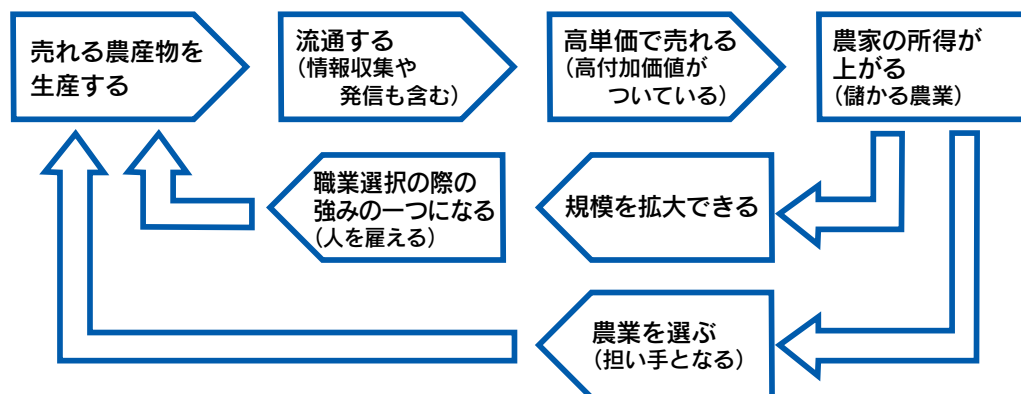 売れる農産物を
生産する
流通する
（情報収集や
発信も含む）
高単価で売れる
（高付加価値が
ついている）
農家の所得が
上がる
（儲かる農業）
職業選択の際の
強みの一つになる
（人を雇える）
規模を拡大できる
農業を選ぶ
（担い手となる）